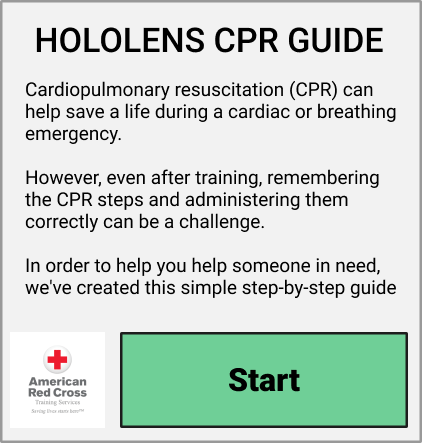 HOLOLENS CPR GUIDE
Cardiopulmonary resuscitation (CPR) can
help save a life during a cardiac or breathing
emergency.
However, even after training, remembering
the CPR steps and administering them
correctly can be a challenge.
In order to help you help someone in need,
we've created this simple step-by-step guide
American
Red Cross
Training Services
Start